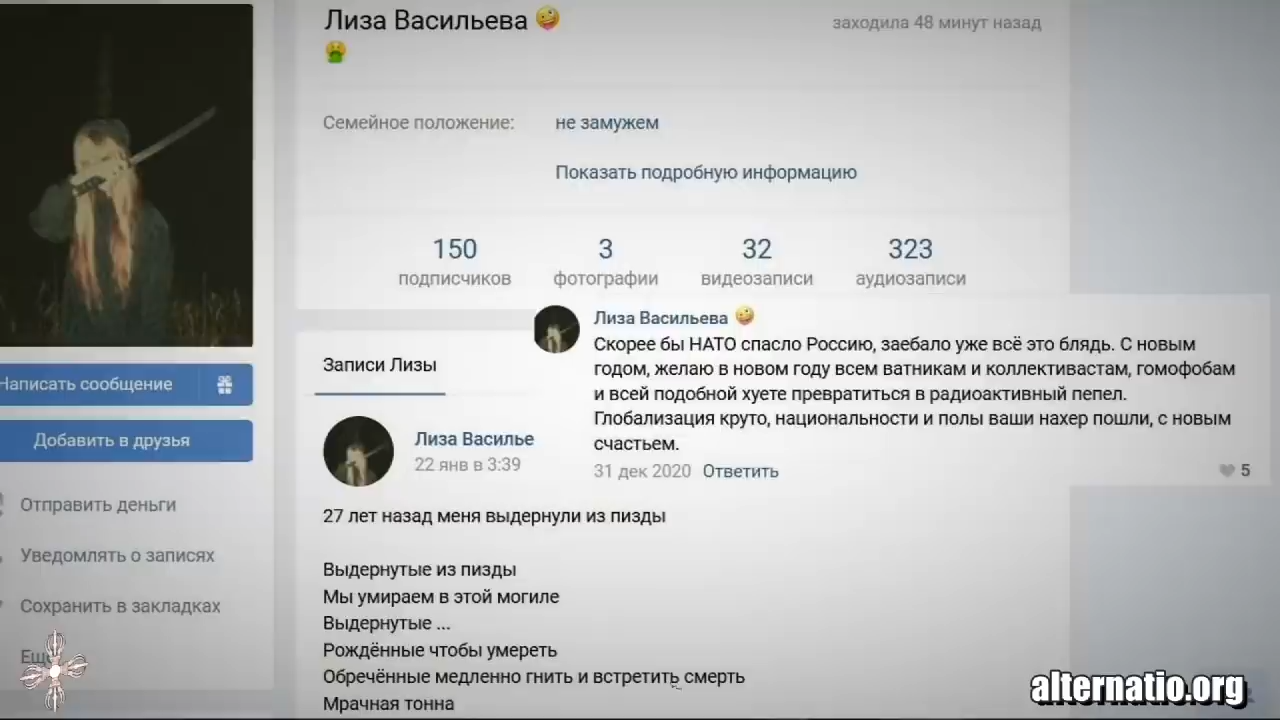 Лиза Васильева 🤪
🤮
заходила 48 минут назад
Семейное положение: не замужем
Показать подробную информацию
150 3 32 323
подписчиков фотографии видеозаписи аудиозаписи
Написать сообщение
Добавить в друзья
Отправить деньги
Уведомлять о записях
Сохранить в закладках
Записи Лизы
Лиза Василье
22 янв в 3:39
27 лет назад меня выдернули из пизды
Выдернутые из пизды
Мы умираем в этой могиле
Выдернутые ...
Рождённые чтобы умереть
Обречённые медленно гнить и встретить смерть
Мрачная тонна
Лиза Васильева 🤪
Скорее бы НАТО спасло Россию, заебало уже всё это блядь. С новым
годом, желаю в новом году всем ватникам и коллективастам, гомофобам
и всей подобной хуете превратиться в радиоактивный пепел.
Глобализация круто, национальности и полы ваши нахер пошли, с новым
счастьем.
31 дек 2020 Ответить
5
alternatio.org